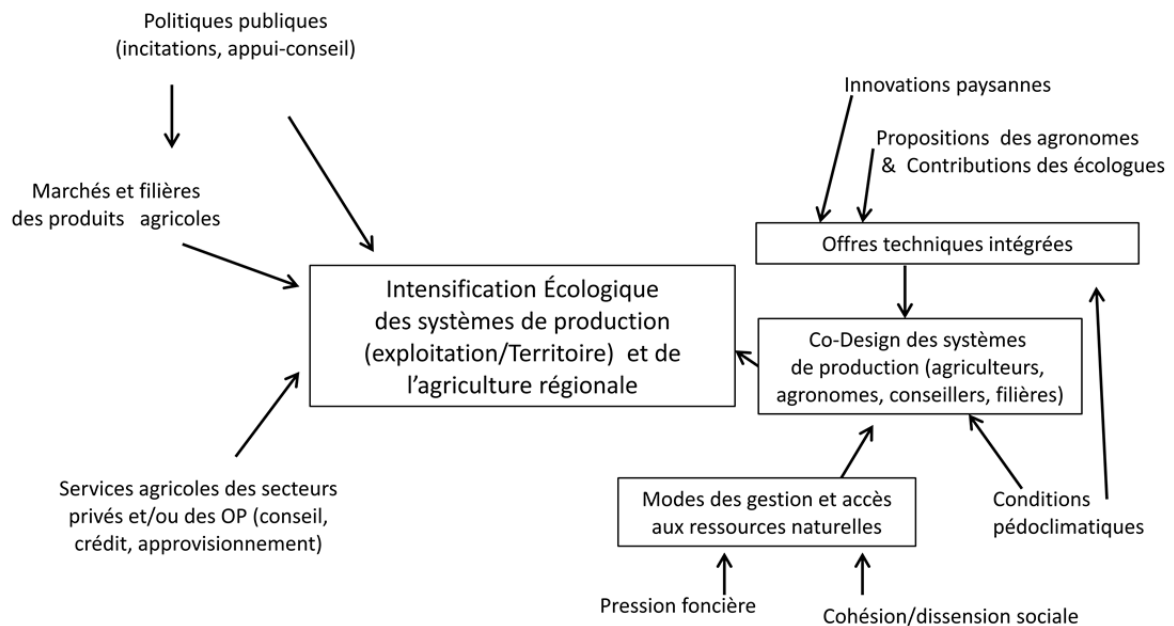 Politiques publiques
(incitations, appui-conseil)
Marchés et filières
des produits agricoles
Services agricoles des secteurs
privés et/ou des OP (conseil,
crédit, approvisionnement)
Intensification Écologique
des systèmes de production
(exploitation/Territoire) et de
l’agriculture régionale
Innovations paysannes
Propositions des agronomes
& Contributions des écologues
Offres techniques intégrées
Co-Design des systèmes
de production (agriculteurs,
agronomes, conseillers, filières)
Modes des gestion et accès
aux ressources naturelles
Conditions
pédoclimatiques
Pression foncière
Cohésion/dissension sociale